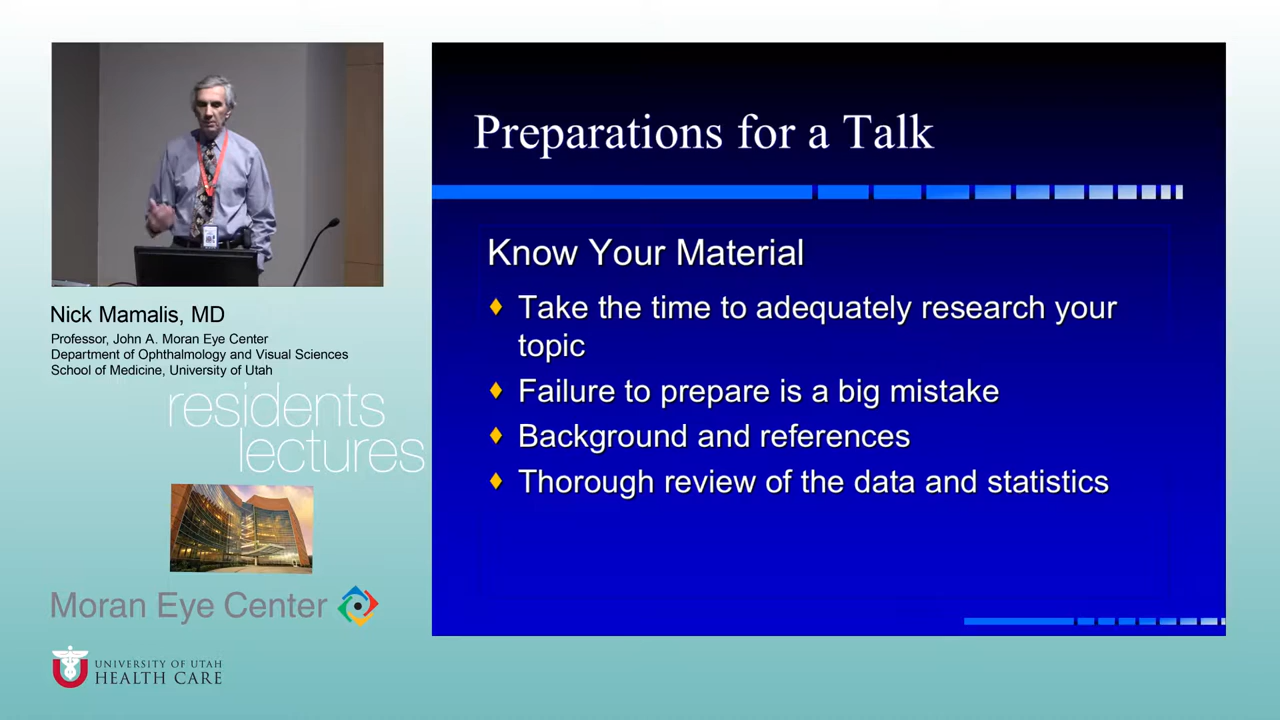 Nick Mamalis, MD
Professor, John A. Moran Eye Center
Department of Ophthalmology and Visual Sciences
School of Medicine, University of Utah
residents
lectures
Moran Eye Center
UNIVERSITY OF UTAH
HEALTH CARE
Preparations for a Talk
Know Your Material
Take the time to adequately research your
topic
Failure to prepare is a big mistake
Background and references
Thorough review of the data and statistics